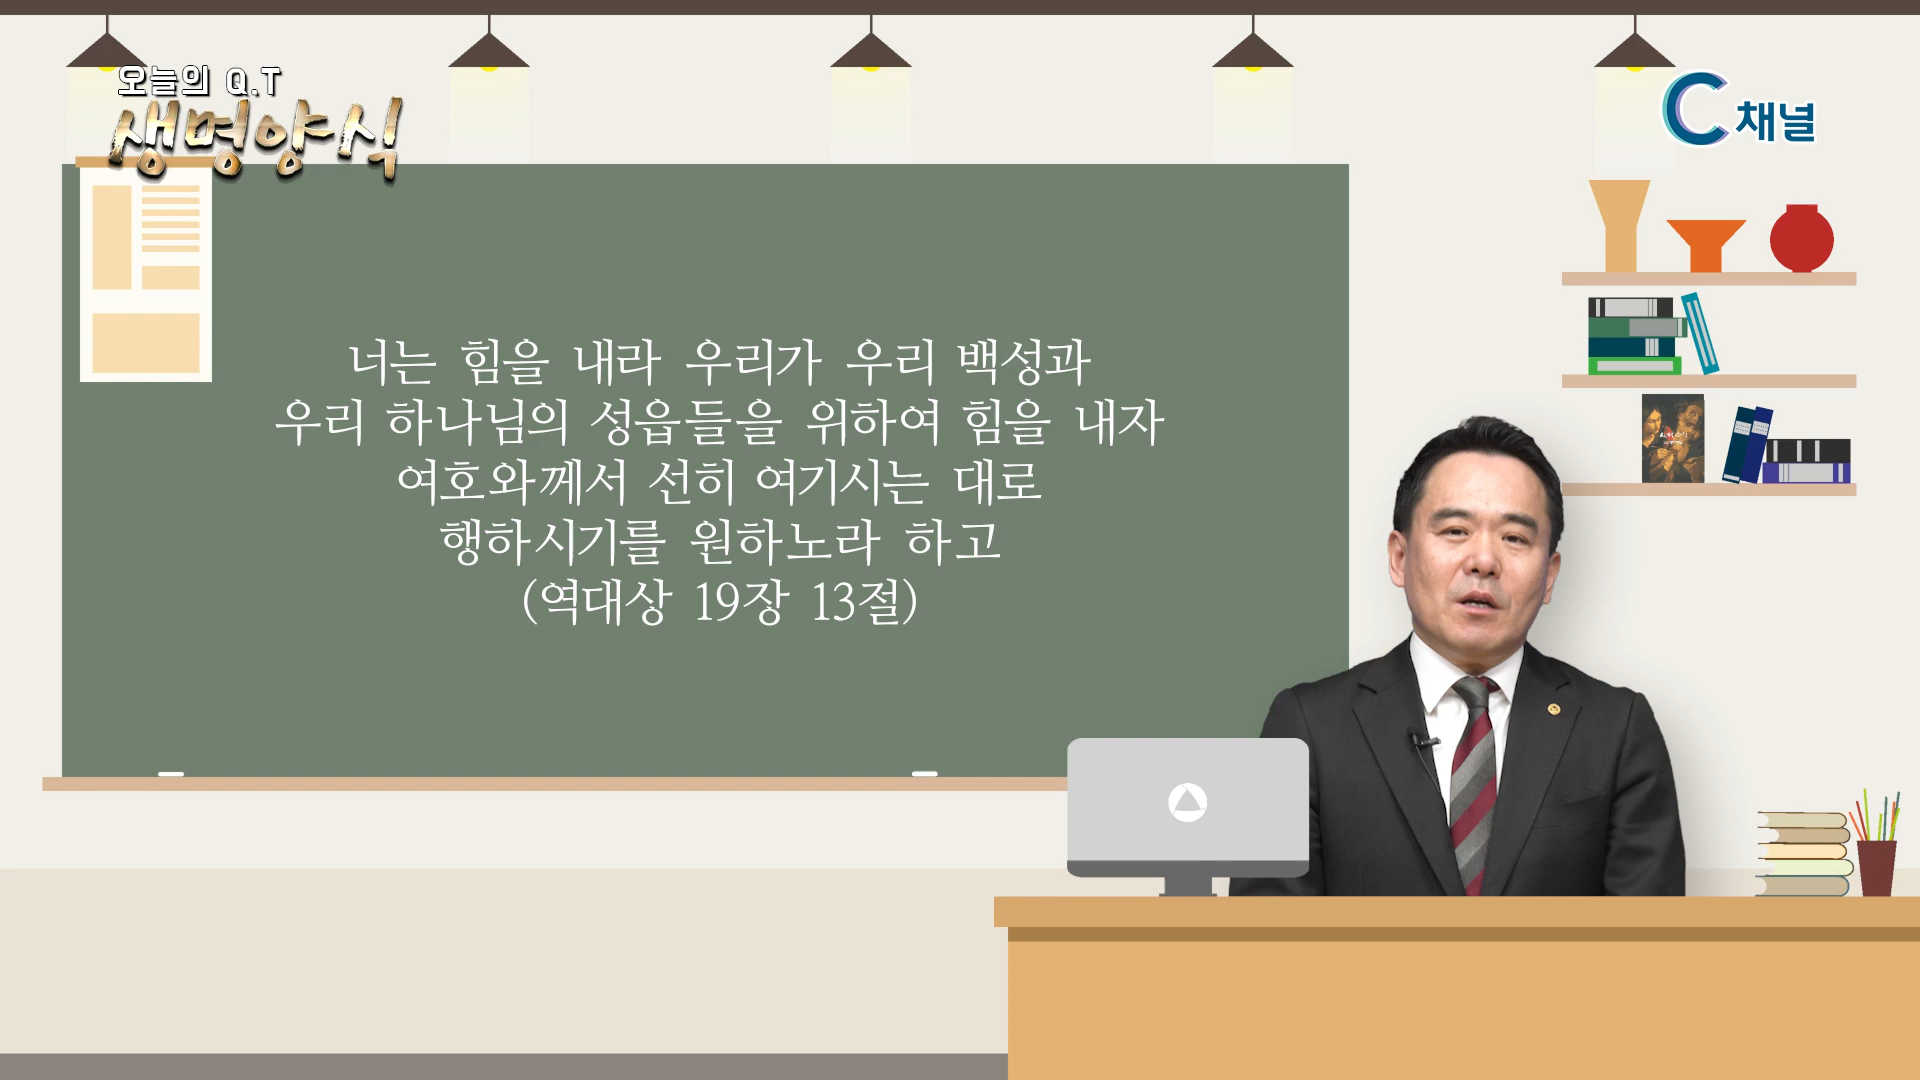 오늘의 Q.T
생명양식
C채널
너는 힘을 내라 우리가 우리 백성과
우리 하나님의 성읍들을 위하여 힘을 내자
여호와께서 선히 여기시는 대로
행하시기를 원하노라 하고
(역대상 19장 13절)